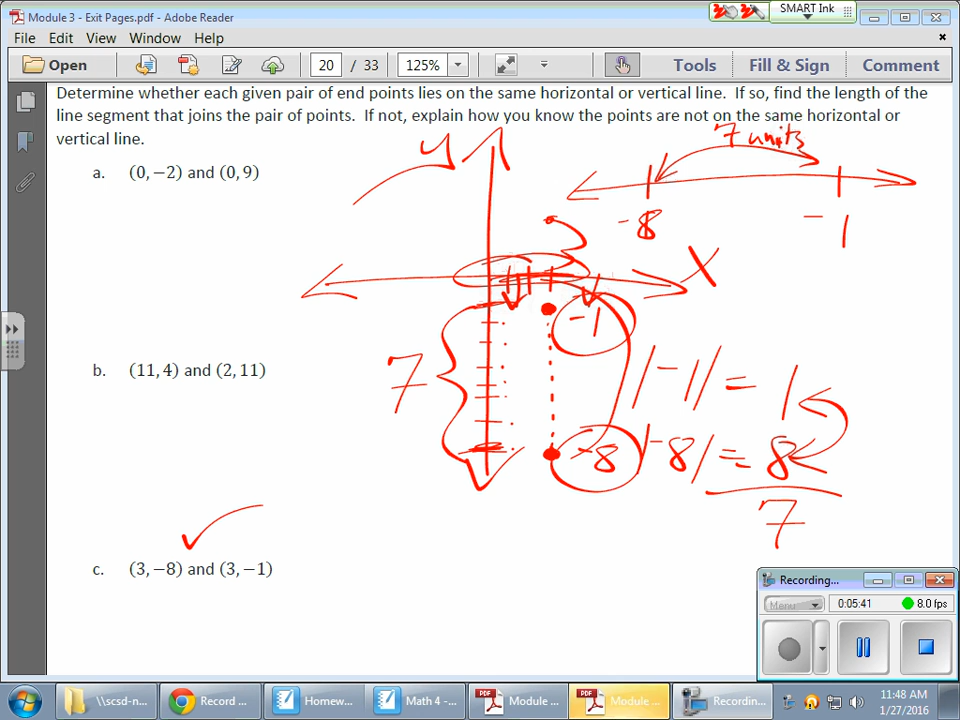 Module 3 - Exit Pages.pdf - Adobe Reader
SMART Ink
File Edit View Window Help
Open 20 / 33 125% Tools Fill & Sign Comment
Determine whether each given pair of end points lies on the same horizontal or vertical line. If so, find the length of the
line segment that joins the pair of points. If not, explain how you know the points are not on the same horizontal or
vertical line.
a. (0, −2) and (0, 9)
y
7 units
-8
-1
3
X
-1
7
|-1| = 1
-8
|-8| = 8
7
b. (11, 4) and (2, 11)
c. (3, −8) and (3, −1)
Recording...
Menu
0:05:41
8.0 fps
\\scsd-n...
Record ...
Homew...
Math 4 -...
Module ...
Module ...
Recordin...
11:48 AM
1/27/2016